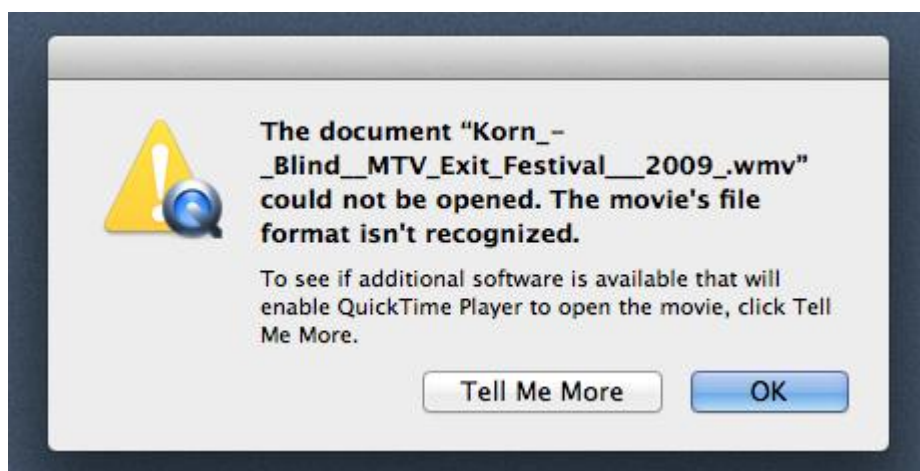 The document “Korn_-
_Blind__MTV_Exit_Festival___2009_.wmv”
could not be opened. The movie's file
format isn't recognized.
To see if additional software is available that will
enable QuickTime Player to open the movie, click Tell
Me More.
Tell Me More
OK